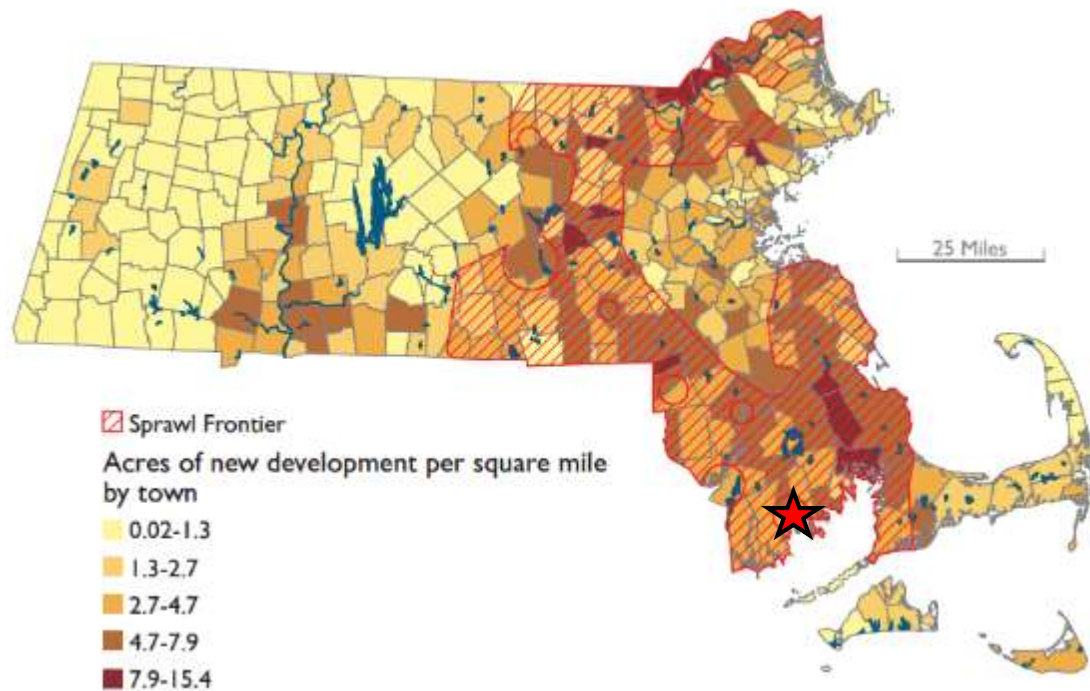 25 Miles
Sprawl Frontier
Acres of new development per square mile
by town
0.02-1.3
1.3-2.7
2.7-4.7
4.7-7.9
7.9-15.4